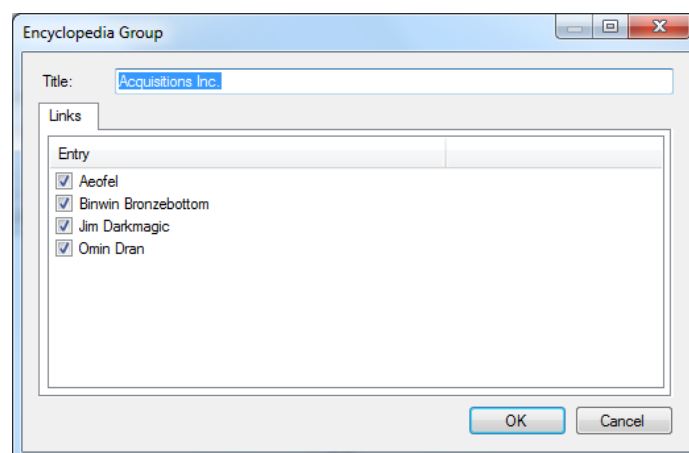 Encyclopedia Group
Title: Acquisitions Inc.
Links
Entry
Aeofel
Binwin Bronzebottom
Jim Darkmagic
Omin Dran
OK Cancel